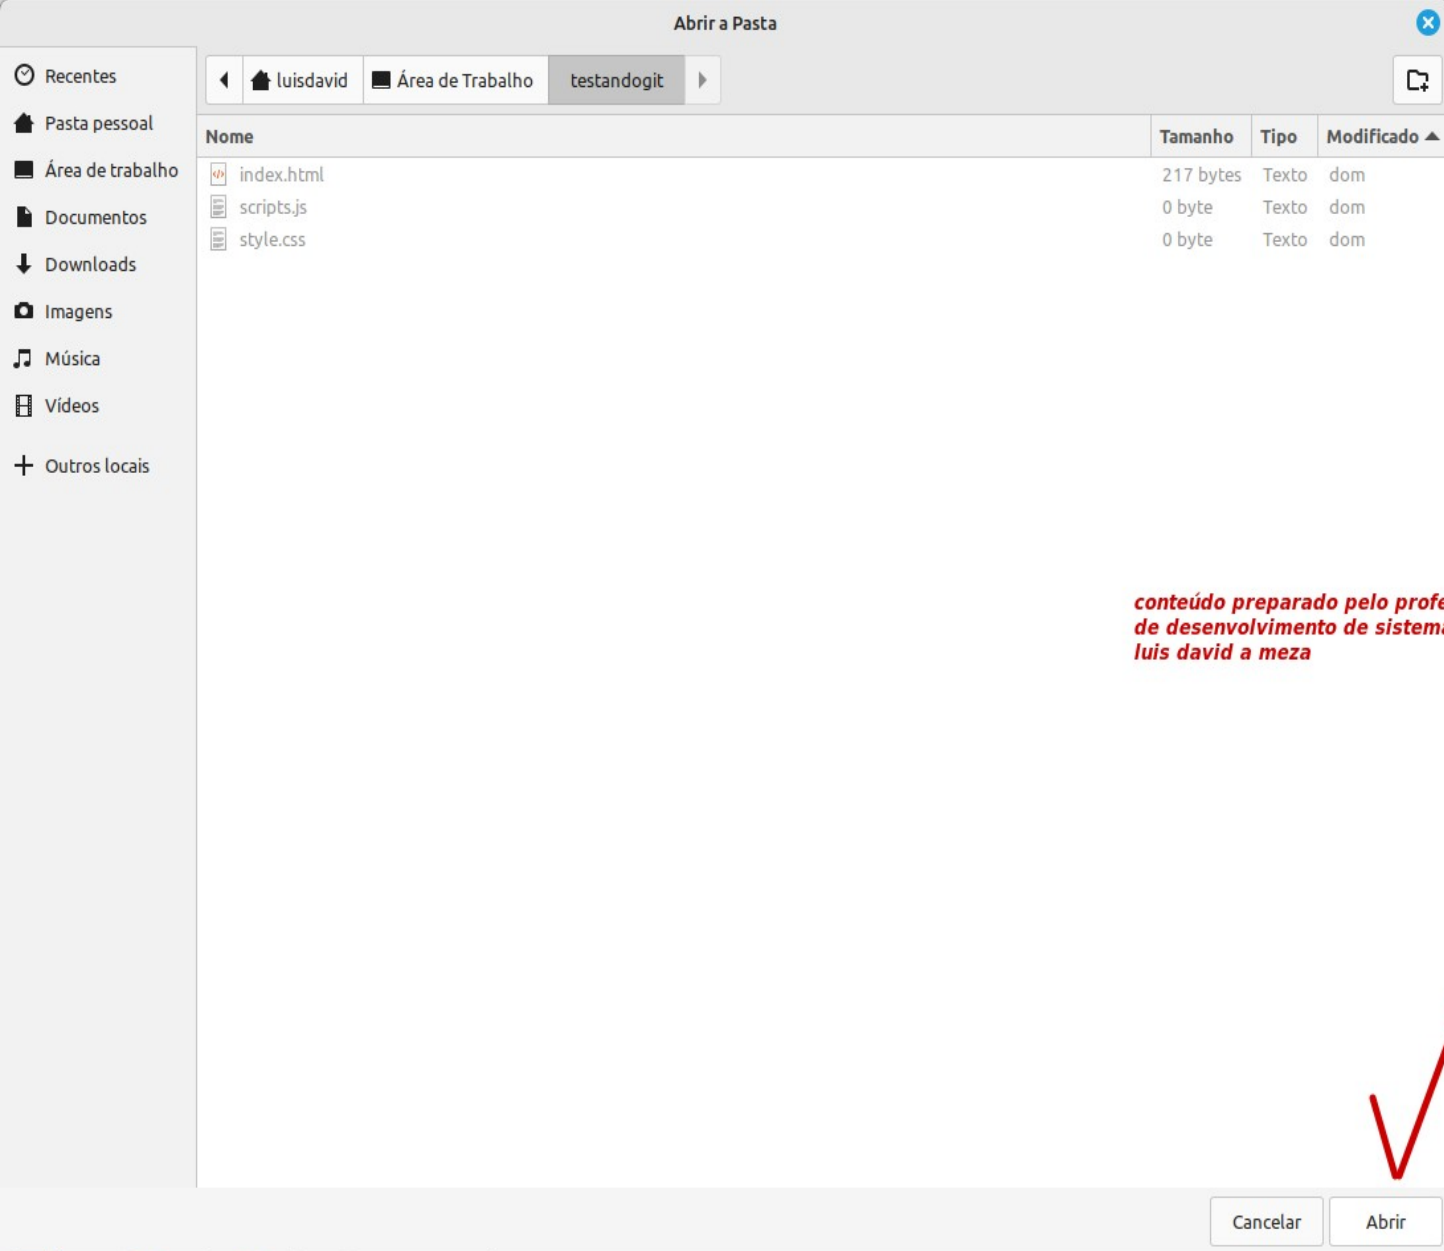 Abrir a Pasta
Recentes
Pasta pessoal
Área de trabalho
Documentos
Downloads
Imagens
Música
Vídeos
Outros locais
luisdavid Área de Trabalho testandogit
Nome Tamanho Tipo Modificado
index.html 217 bytes Texto dom
scripts.js 0 byte Texto dom
style.css 0 byte Texto dom
conteúdo preparado pelo profe
de desenvolvimento de sistema
luis david a meza
Cancelar Abrir